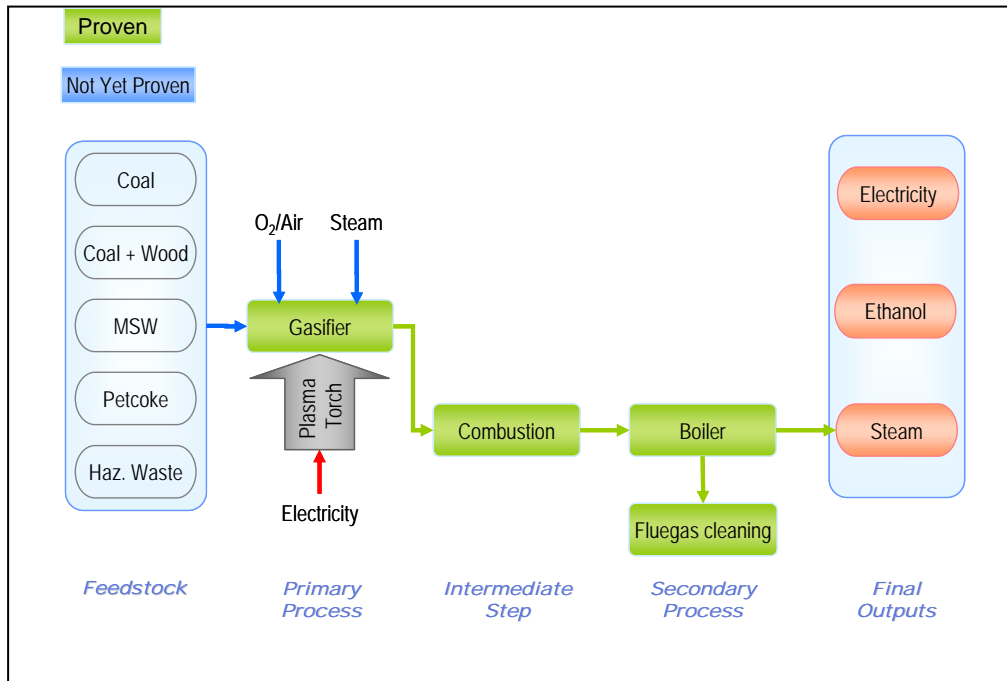 Proven
Not Yet Proven
Coal
Coal + Wood
MSW
Petcoke
Haz. Waste
O₂/Air
Steam
Gasifier
Plasma
Torch
Electricity
Combustion
Boiler
Fluegas cleaning
Electricity
Ethanol
Steam
Feedstock
Primary
Process
Intermediate
Step
Secondary
Process
Final
Outputs